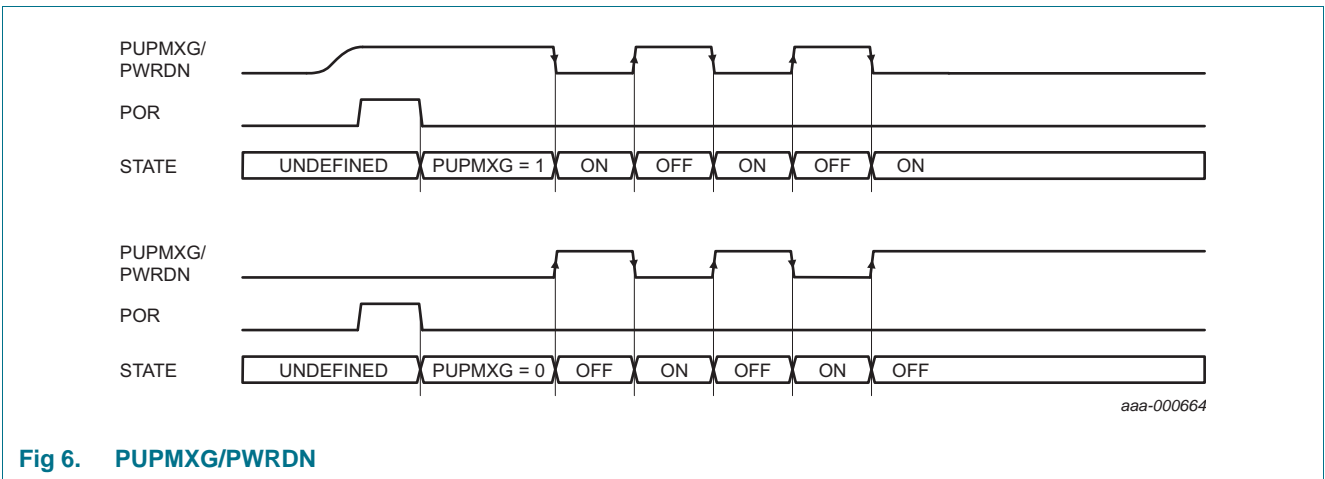 PUPMXG/
PWRDN
POR
STATE UNDEFINED PUPMXG = 1 ON OFF ON OFF ON
PUPMXG/
PWRDN
POR
STATE UNDEFINED PUPMXG = 0 OFF ON OFF ON OFF
aaa-000664
Fig 6. PUPMXG/PWRDN